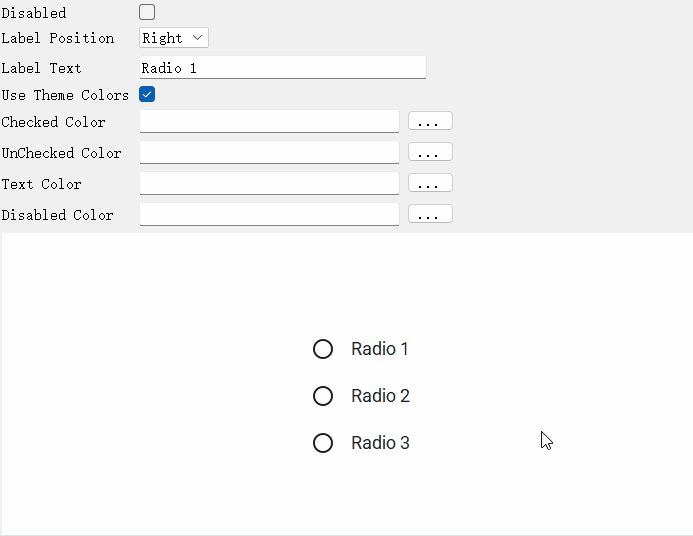 Disabled
Label Position Right
Label Text Radio 1
Use Theme Colors
Checked Color ...
UnChecked Color ...
Text Color ...
Disabled Color ...
Radio 1
Radio 2
Radio 3